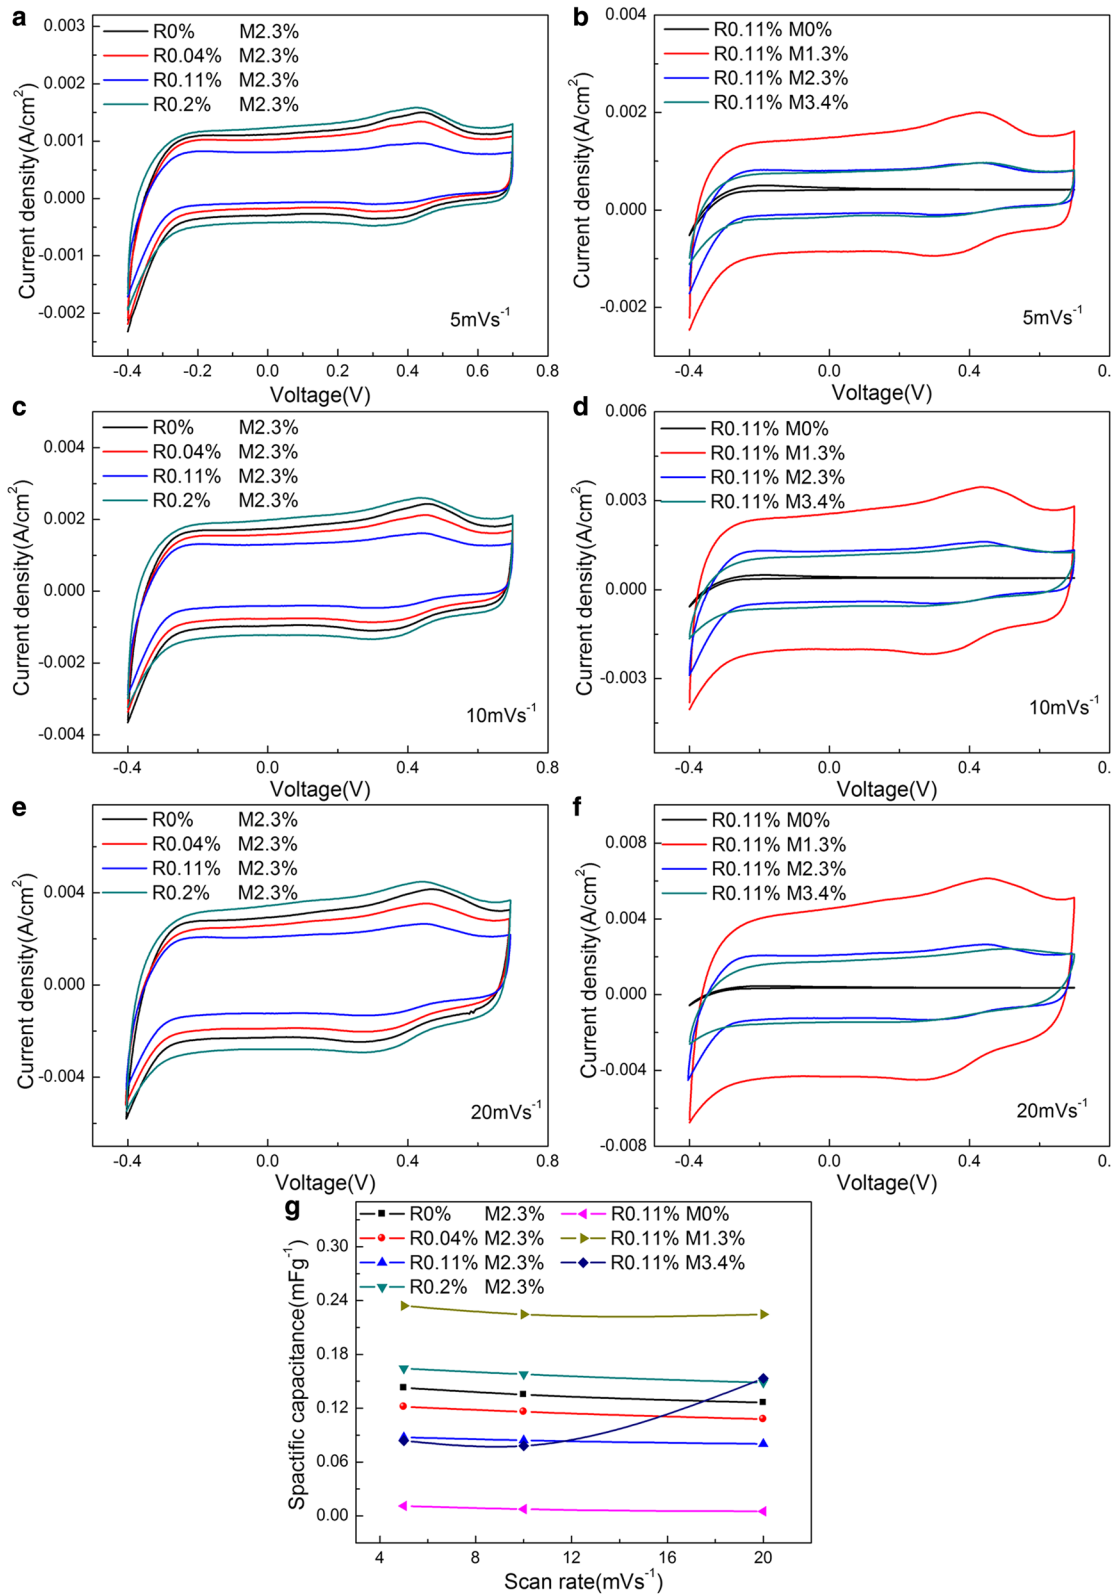 a
0.003
0.002
0.001
0.000
-0.001
-0.002
Current density(A/cm²)
R0% M2.3%
R0.04% M2.3%
R0.11% M2.3%
R0.2% M2.3%
5mVs⁻¹
-0.4 -0.2 0.0 0.2 0.4 0.6 0.8
Voltage(V)
b
0.004
0.002
0.000
-0.002
Current density(A/cm²)
R0.11% M0%
R0.11% M1.3%
R0.11% M2.3%
R0.11% M3.4%
5mVs⁻¹
-0.4 0.0 0.4 0.
Voltage(V)
c
0.004
0.002
0.000
-0.002
-0.004
Current density(A/cm²)
R0% M2.3%
R0.04% M2.3%
R0.11% M2.3%
R0.2% M2.3%
10mVs⁻¹
-0.4 0.0 0.4 0.8
Voltage(V)
d
0.006
0.003
0.000
-0.003
Current density(A/cm²)
R0.11% M0%
R0.11% M1.3%
R0.11% M2.3%
R0.11% M3.4%
10mVs⁻¹
-0.4 0.0 0.4 0.
Voltage(V)
e
0.004
0.000
-0.004
Current density(A/cm²)
R0% M2.3%
R0.04% M2.3%
R0.11% M2.3%
R0.2% M2.3%
20mVs⁻¹
-0.4 0.0 0.4 0.8
Voltage(V)
f
0.008
0.004
0.000
-0.004
-0.008
Current density(A/cm²)
R0.11% M0%
R0.11% M1.3%
R0.11% M2.3%
R0.11% M3.4%
20mVs⁻¹
-0.4 0.0 0.4 0.
Voltage(V)
g
0.30
0.24
0.18
0.12
0.06
0.00
Spactific capacitance(mFg⁻¹)
R0% M2.3% R0.11% M0%
R0.04% M2.3% R0.11% M1.3%
R0.11% M2.3% R0.11% M3.4%
R0.2% M2.3%
4 8 12 16 20
Scan rate(mVs⁻¹)